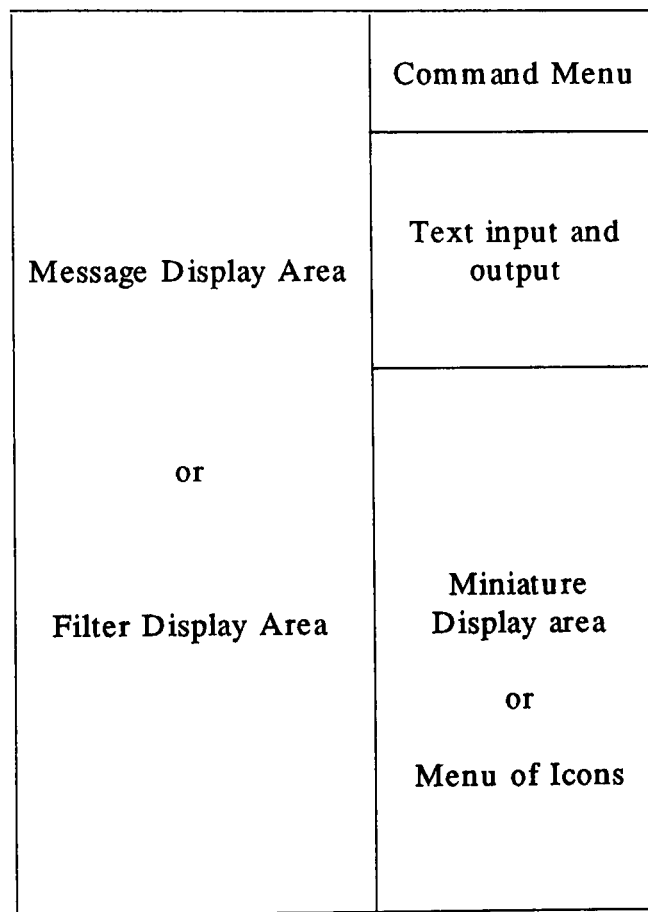 Message Display Area
or
Filter Display Area
Command Menu
Text input and
output
Miniature
Display area
or
Menu of Icons